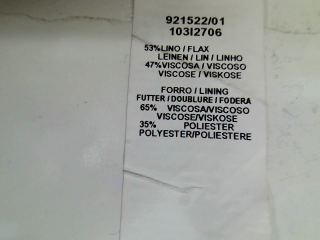 921522/01
103I2706
53%LINO / FLAX
LEINEN / LIN / LINHO
47%VISCOSA / VISCOSO
VISCOSE / VISKOSE
FORRO / LINING
FUTTER / DOUBLURE / FODERA
65% VISCOSA/VISCOSO
VISCOSE/VISKOSE
35% POLIESTER
POLYESTER/POLIESTERE